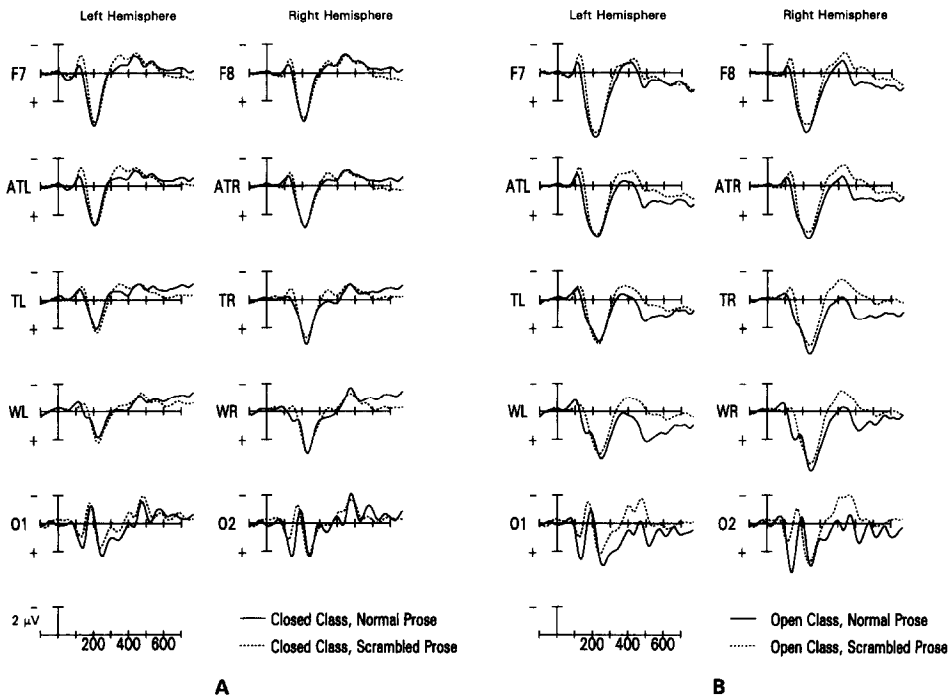 Left Hemisphere Right Hemisphere Left Hemisphere Right Hemisphere
− − − −
F7 F8 F7 F8
+ + + +
− − − −
ATL ATR ATL ATR
+ + + +
− − − −
TL TR TL TR
+ + + +
− − − −
WL WR WL WR
+ + + +
− − − −
O1 O2 O1 O2
+ + + +
− −
2 μV
200 400 600 200 400 600
Closed Class, Normal Prose Open Class, Normal Prose
Closed Class, Scrambled Prose Open Class, Scrambled Prose
A B